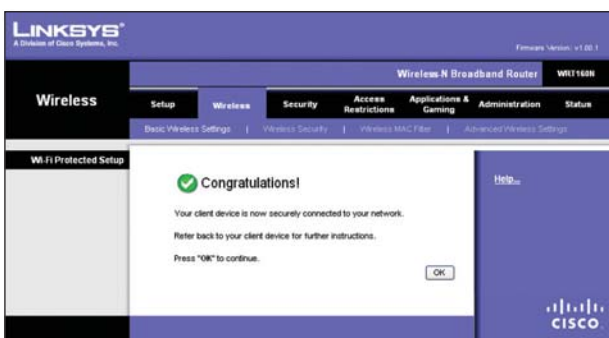 LINKSYS®
A Division of Cisco Systems, Inc.
Firmware Version: v1.00.1
Wireless-N Broadband Router WRT160N
Wireless
Setup Wireless Security Access Restrictions Applications & Gaming Administration Status
Basic Wireless Settings | Wireless Security | Wireless MAC Filter | Advanced Wireless Settings
Wi-Fi Protected Setup
Congratulations!
Help...
Your client device is now securely connected to your network.
Refer back to your client device for further instructions.
Press "OK" to continue.
OK
CISCO.